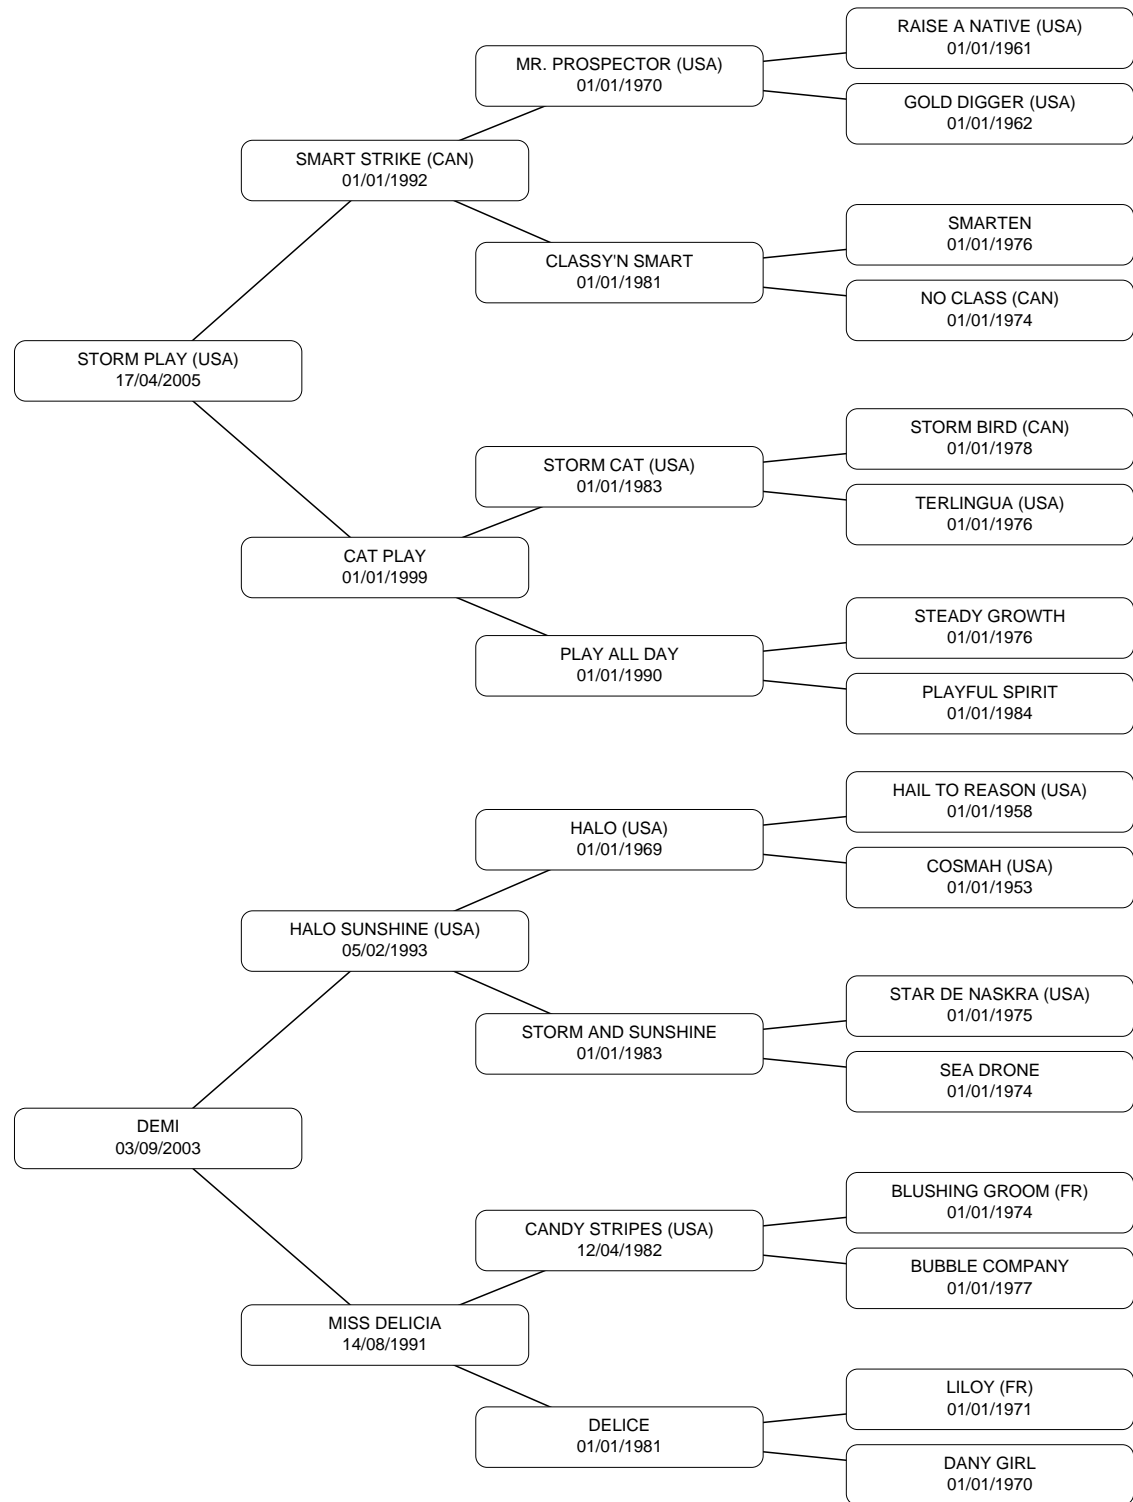 RAISE A NATIVE (USA)
01/01/1961
MR. PROSPECTOR (USA)
01/01/1970
GOLD DIGGER (USA)
01/01/1962
SMART STRIKE (CAN)
01/01/1992
SMARTEN
01/01/1976
CLASSY'N SMART
01/01/1981
NO CLASS (CAN)
01/01/1974
STORM PLAY (USA)
17/04/2005
STORM BIRD (CAN)
01/01/1978
STORM CAT (USA)
01/01/1983
TERLINGUA (USA)
01/01/1976
CAT PLAY
01/01/1999
STEADY GROWTH
01/01/1976
PLAY ALL DAY
01/01/1990
PLAYFUL SPIRIT
01/01/1984
HAIL TO REASON (USA)
01/01/1958
HALO (USA)
01/01/1969
COSMAH (USA)
01/01/1953
HALO SUNSHINE (USA)
05/02/1993
STAR DE NASKRA (USA)
01/01/1975
STORM AND SUNSHINE
01/01/1983
SEA DRONE
01/01/1974
DEMI
03/09/2003
BLUSHING GROOM (FR)
01/01/1974
CANDY STRIPES (USA)
12/04/1982
BUBBLE COMPANY
01/01/1977
MISS DELICIA
14/08/1991
LILOY (FR)
01/01/1971
DELICE
01/01/1981
DANY GIRL
01/01/1970